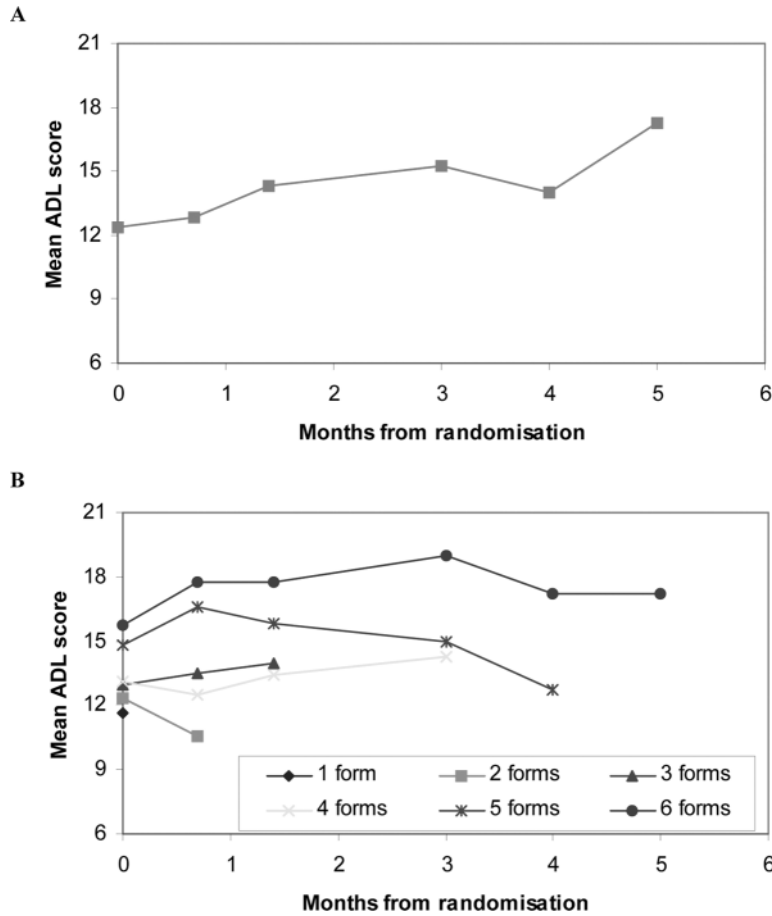 A
21
18
15
12
9
6
Mean ADL score
0 1 2 3 4 5 6
Months from randomisation
B
21
18
15
12
9
6
Mean ADL score
1 form 2 forms 3 forms
4 forms 5 forms 6 forms
0 1 2 3 4 5 6
Months from randomisation